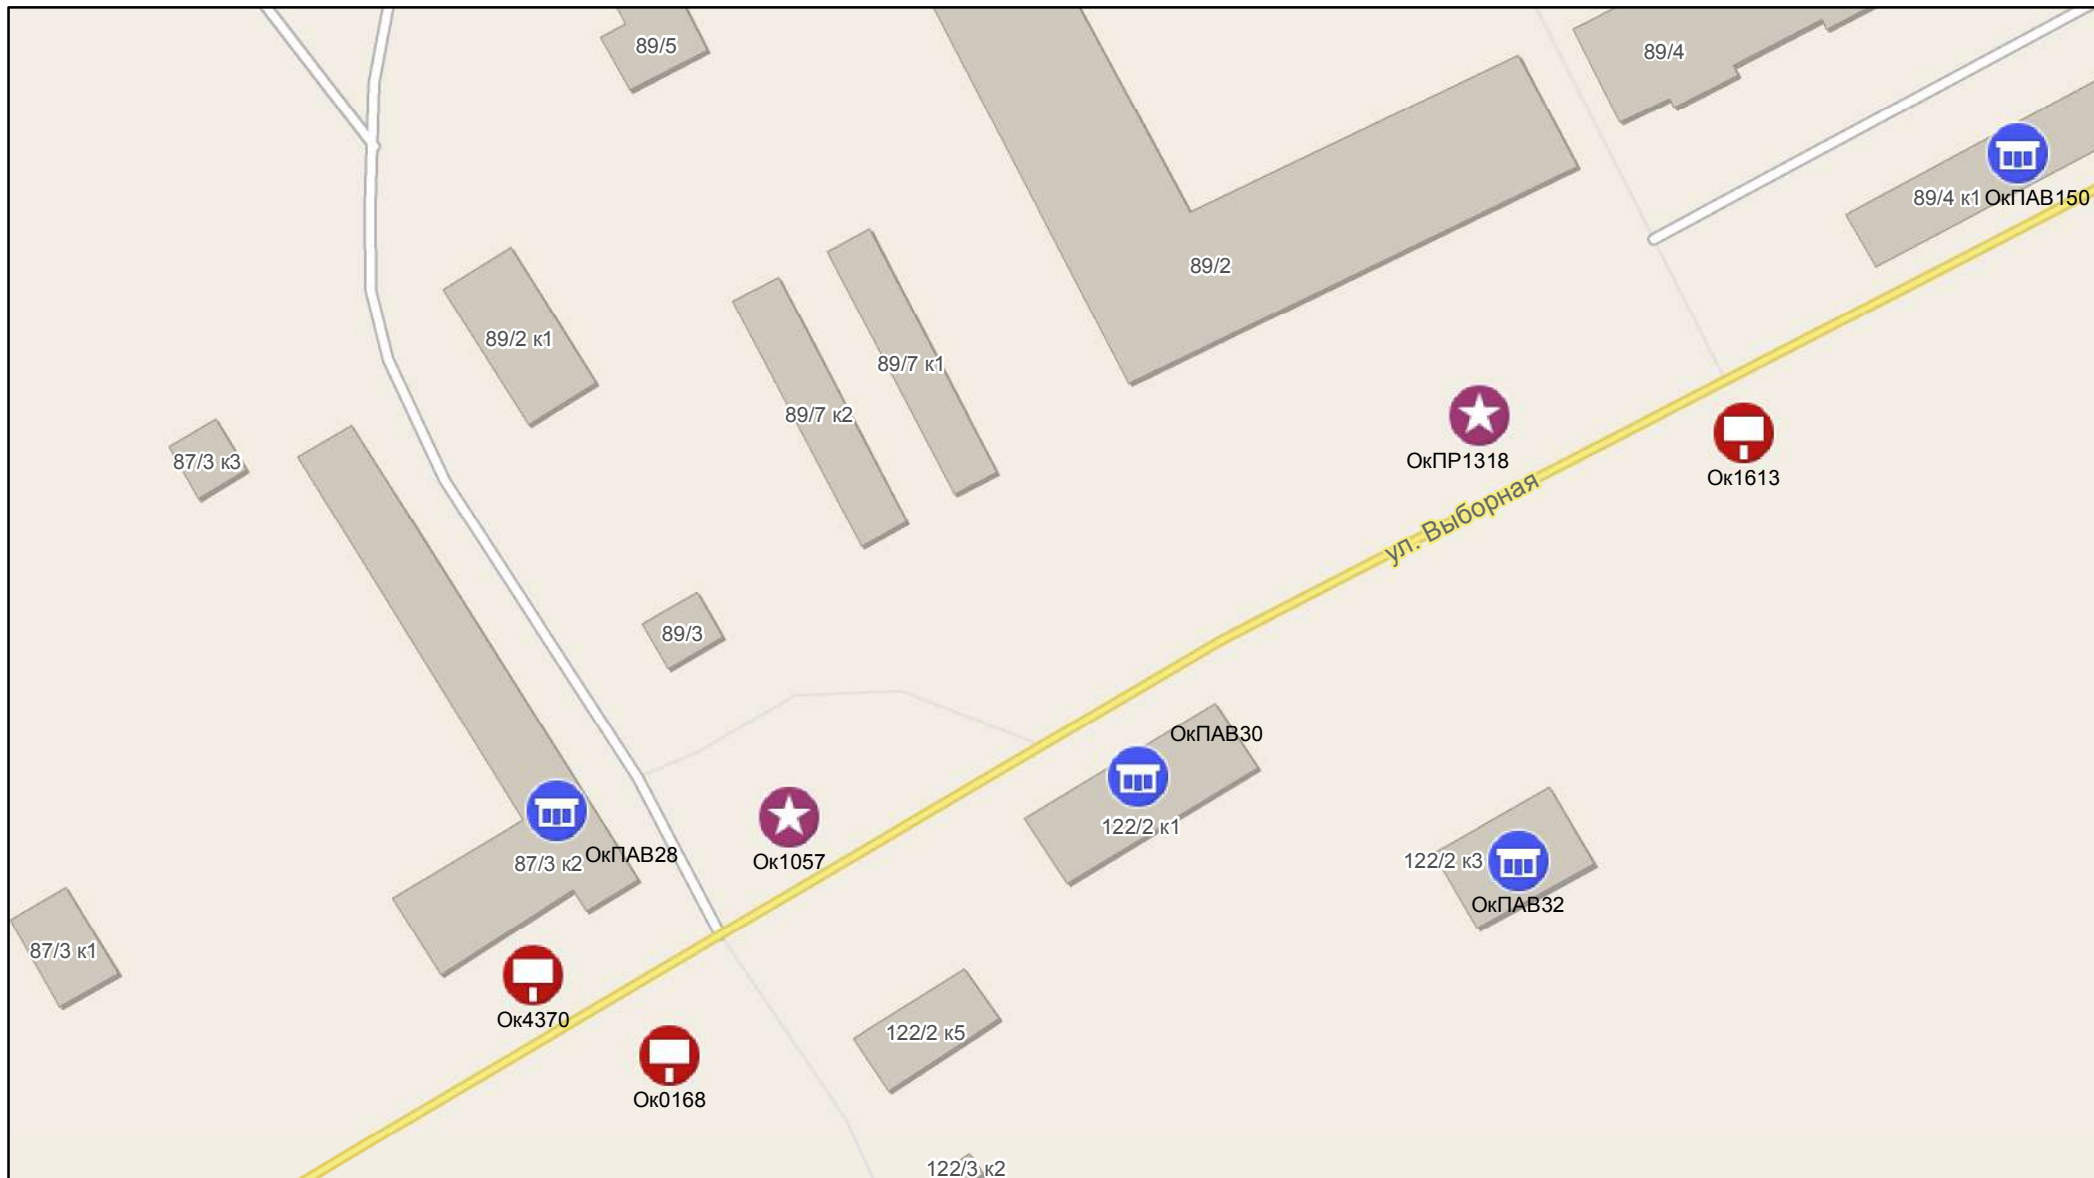 89/5
89/4
89/4 к1
ОкПАВ150
89/2
89/2 к1
89/7 к1
89/7 к2
87/3 к3
ОкПР1318
Ок1613
ул. Выборная
89/3
ОкПАВ30
122/2 к1
87/3 к2
ОкПАВ28
Ок1057
122/2 к3
ОкПАВ32
87/3 к1
Ок4370
122/2 к5
Ок0168
122/3 к2